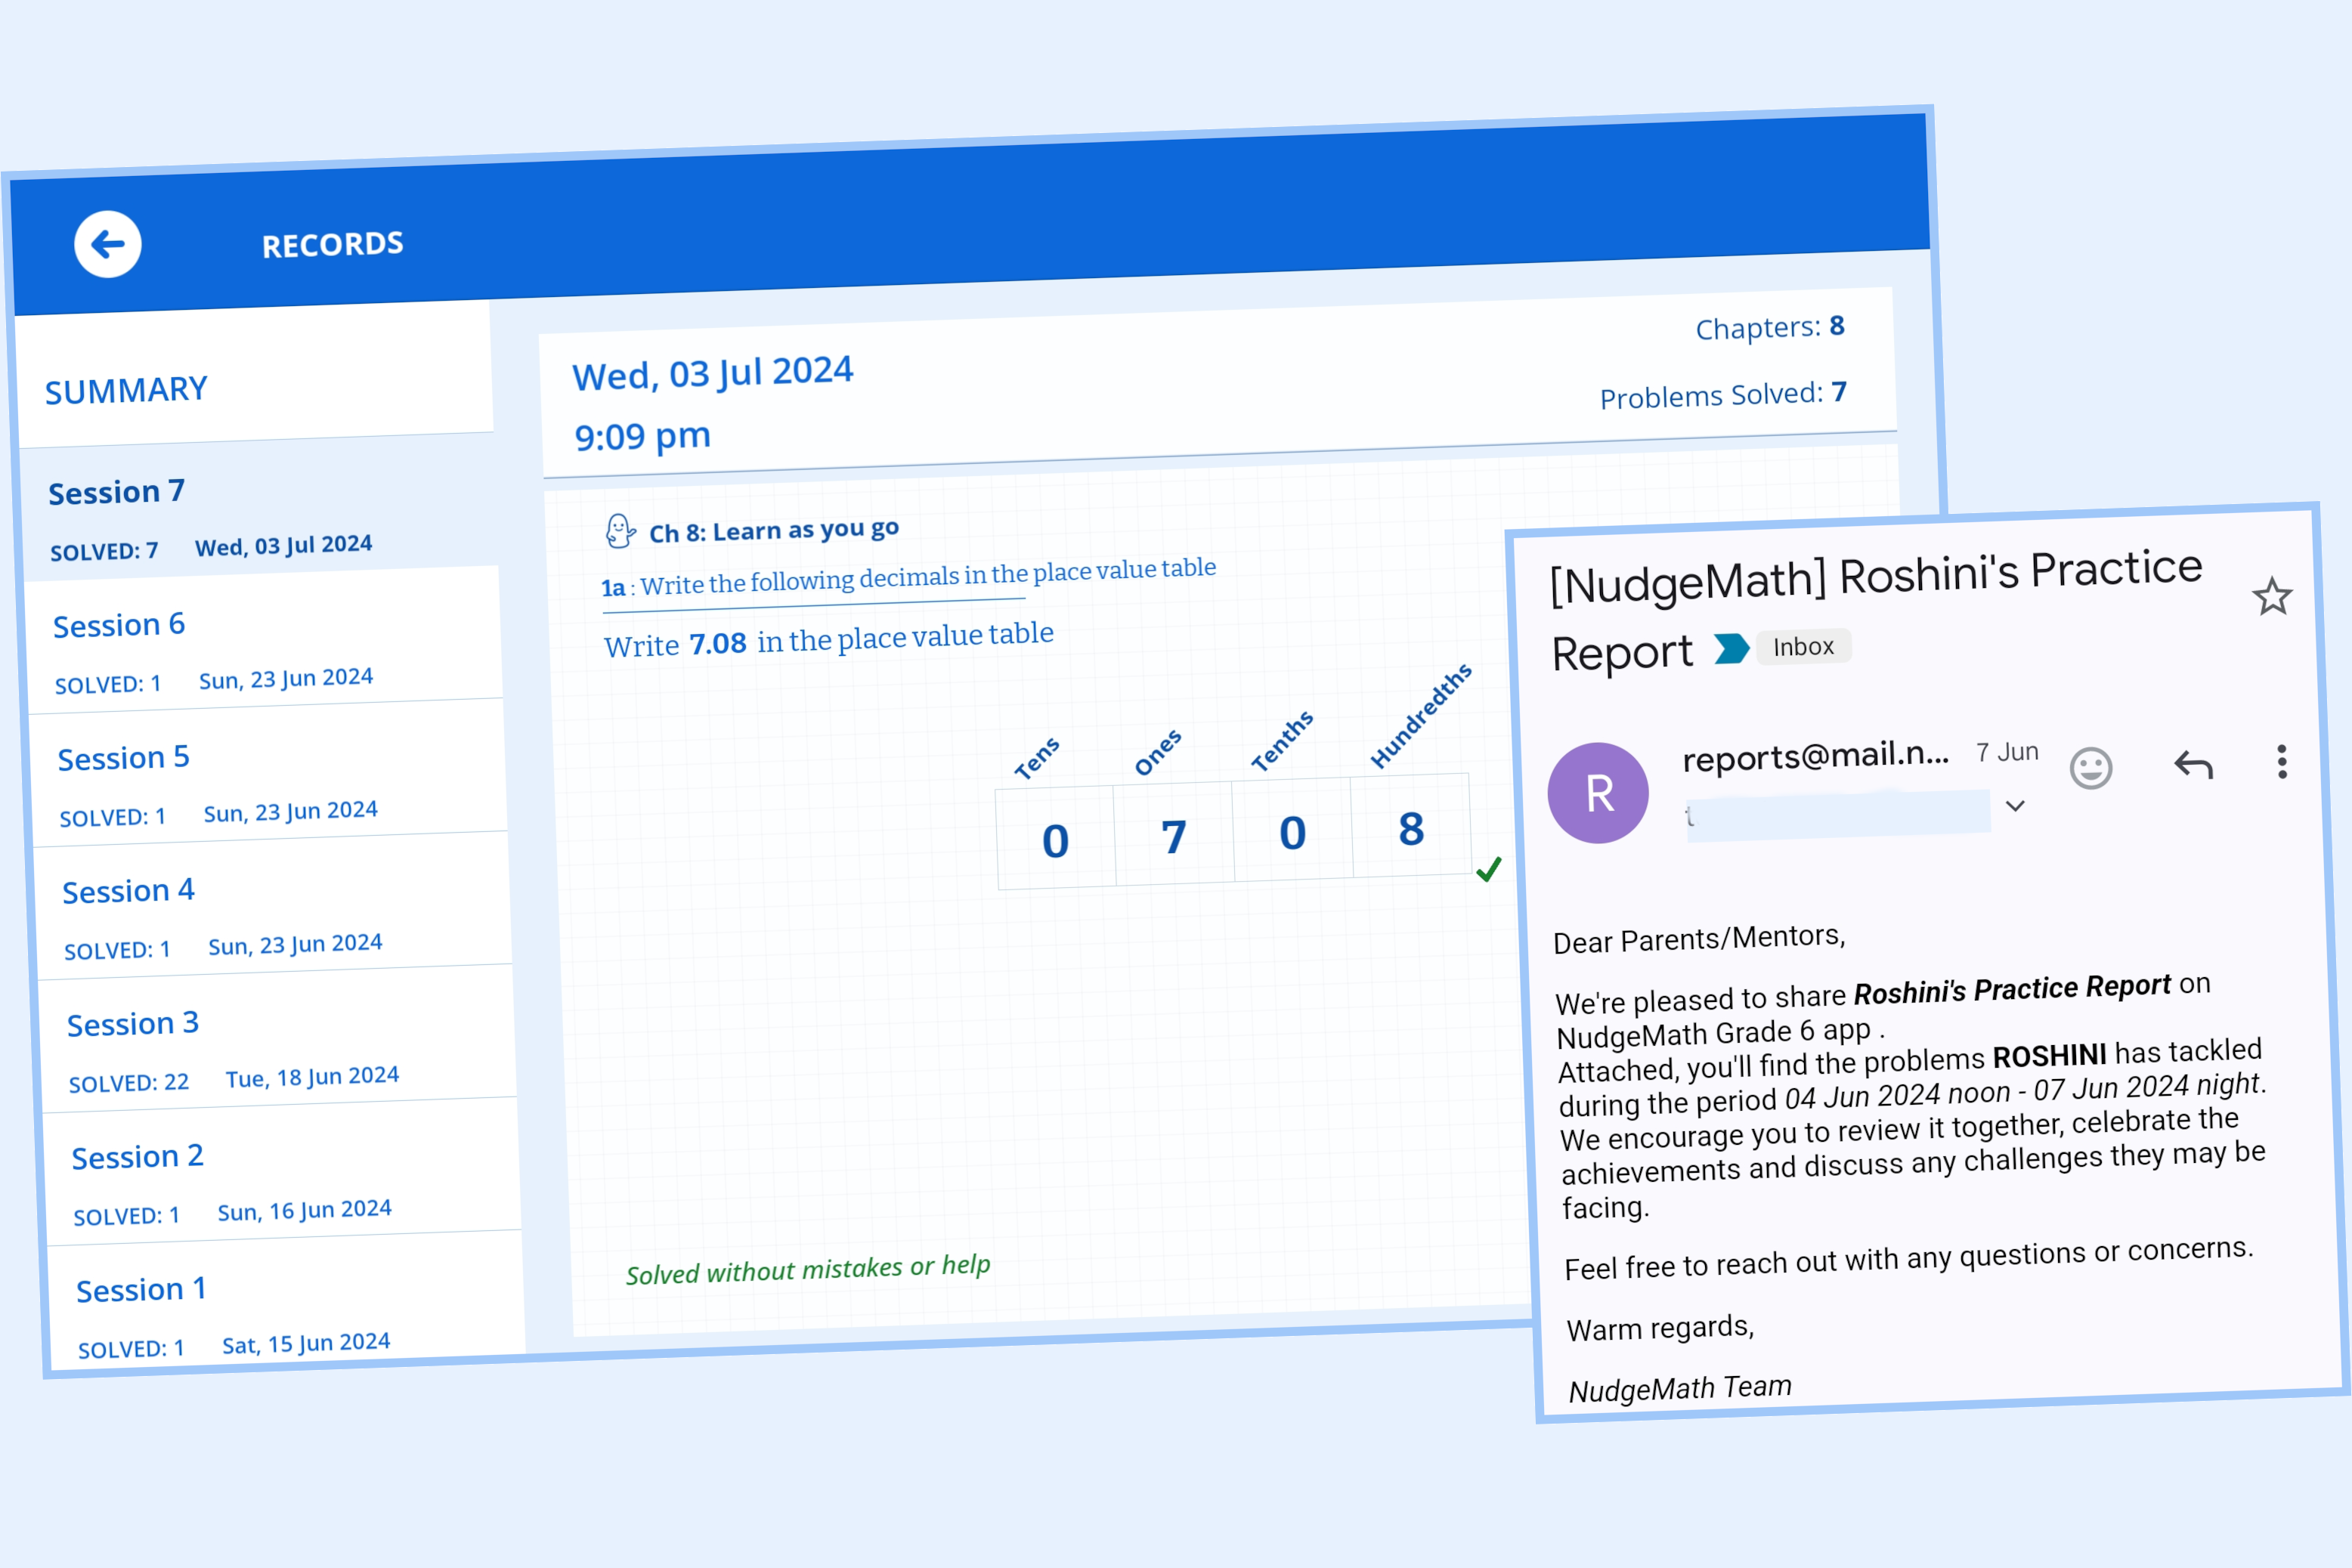 RECORDS
SUMMARY
Session 7
SOLVED: 7 Wed, 03 Jul 2024
Session 6
SOLVED: 1 Sun, 23 Jun 2024
Session 5
SOLVED: 1 Sun, 23 Jun 2024
Session 4
SOLVED: 1 Sun, 23 Jun 2024
Session 3
SOLVED: 22 Tue, 18 Jun 2024
Session 2
SOLVED: 1 Sun, 16 Jun 2024
Session 1
SOLVED: 1 Sat, 15 Jun 2024
Wed, 03 Jul 2024
9:09 pm
Chapters: 8
Problems Solved: 7
Ch 8: Learn as you go
1a : Write the following decimals in the place value table
Write 7.08 in the place value table
Tens Ones Tenths Hundredths
0 7 0 8
Solved without mistakes or help
[NudgeMath] Roshini's Practice
Report Inbox
R
reports@mail.n... 7 Jun
Dear Parents/Mentors,
We're pleased to share Roshini's Practice Report on
NudgeMath Grade 6 app .
Attached, you'll find the problems ROSHINI has tackled
during the period 04 Jun 2024 noon - 07 Jun 2024 night.
We encourage you to review it together, celebrate the
achievements and discuss any challenges they may be
facing.
Feel free to reach out with any questions or concerns.
Warm regards,
NudgeMath Team